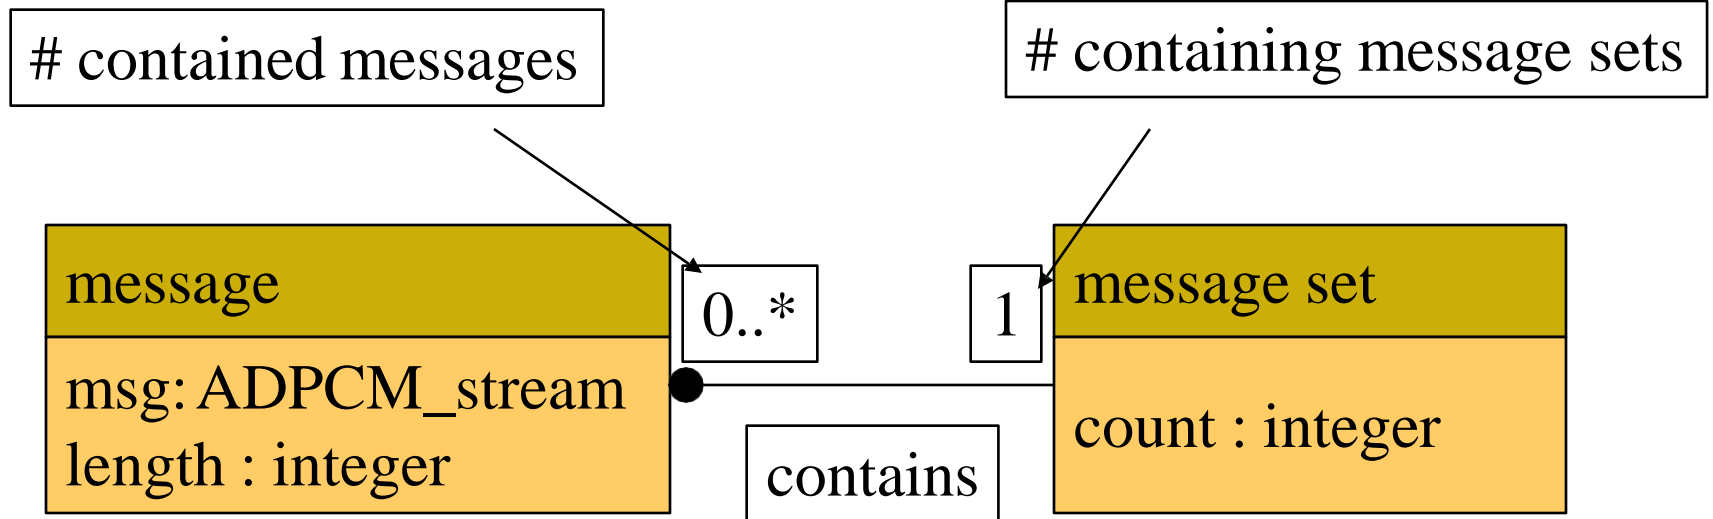 # contained messages
# containing message sets
message
0..*
1
message set
msg: ADPCM_stream
length : integer
count : integer
contains